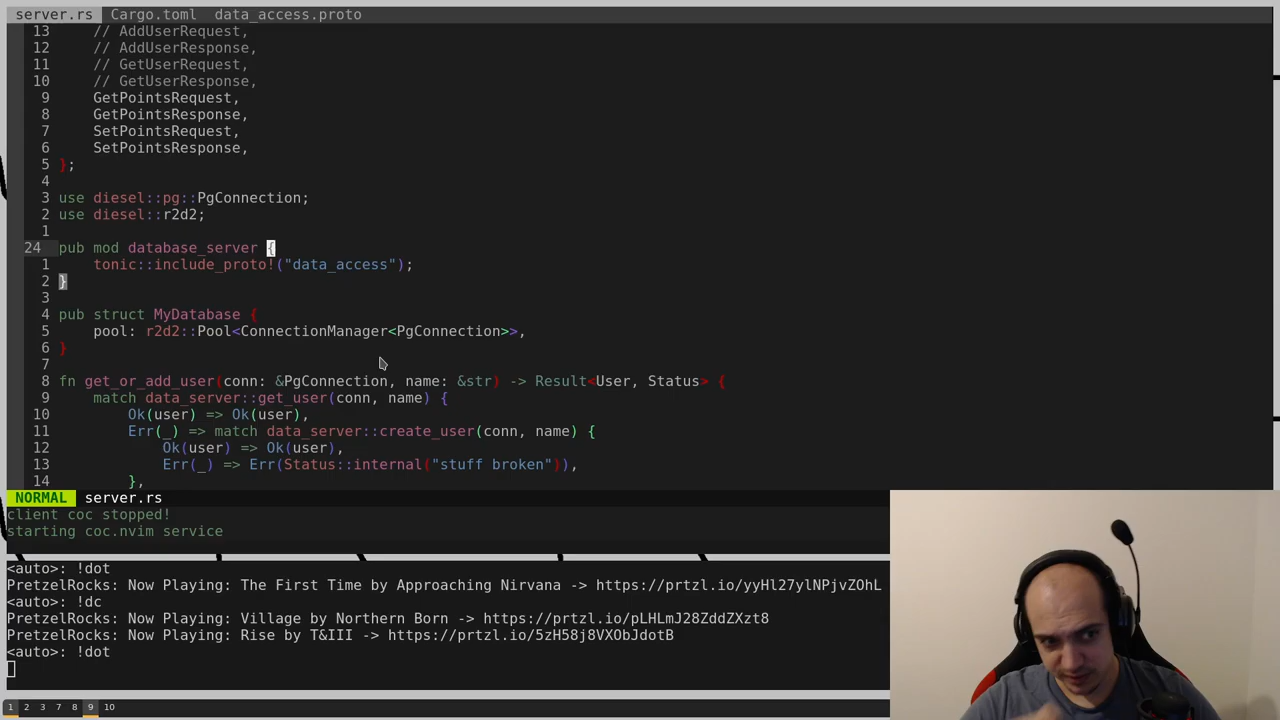 server.rs Cargo.toml data_access.proto
13 // AddUserRequest,
12 // AddUserResponse,
11 // GetUserRequest,
10 // GetUserResponse,
9 GetPointsRequest,
8 GetPointsResponse,
7 SetPointsRequest,
6 SetPointsResponse,
5 };
4
3 use diesel::pg::PgConnection;
2 use diesel::r2d2;
1
24 pub mod database_server {
1 tonic::include_proto!("data_access");
2 }
3
4 pub struct MyDatabase {
5 pool: r2d2::Pool<ConnectionManager<PgConnection>>,
6 }
7
8 fn get_or_add_user(conn: &PgConnection, name: &str) -> Result<User, Status> {
9 match data_server::get_user(conn, name) {
10 Ok(user) => Ok(user),
11 Err(_) => match data_server::create_user(conn, name) {
12 Ok(user) => Ok(user),
13 Err(_) => Err(Status::internal("stuff broken")),
14 },
NORMAL server.rs
client coc stopped!
starting coc.nvim service
<auto>: !dot
PretzelRocks: Now Playing: The First Time by Approaching Nirvana -> https://prtzl.io/yyHl27ylNPjvZOhL
<auto>: !dc
PretzelRocks: Now Playing: Village by Northern Born -> https://prtzl.io/pLHLmJ28ZddZXzt8
PretzelRocks: Now Playing: Rise by T&III -> https://prtzl.io/5zH58j8VXObJdotB
<auto>: !dot
1 2 3 7 8 9 10